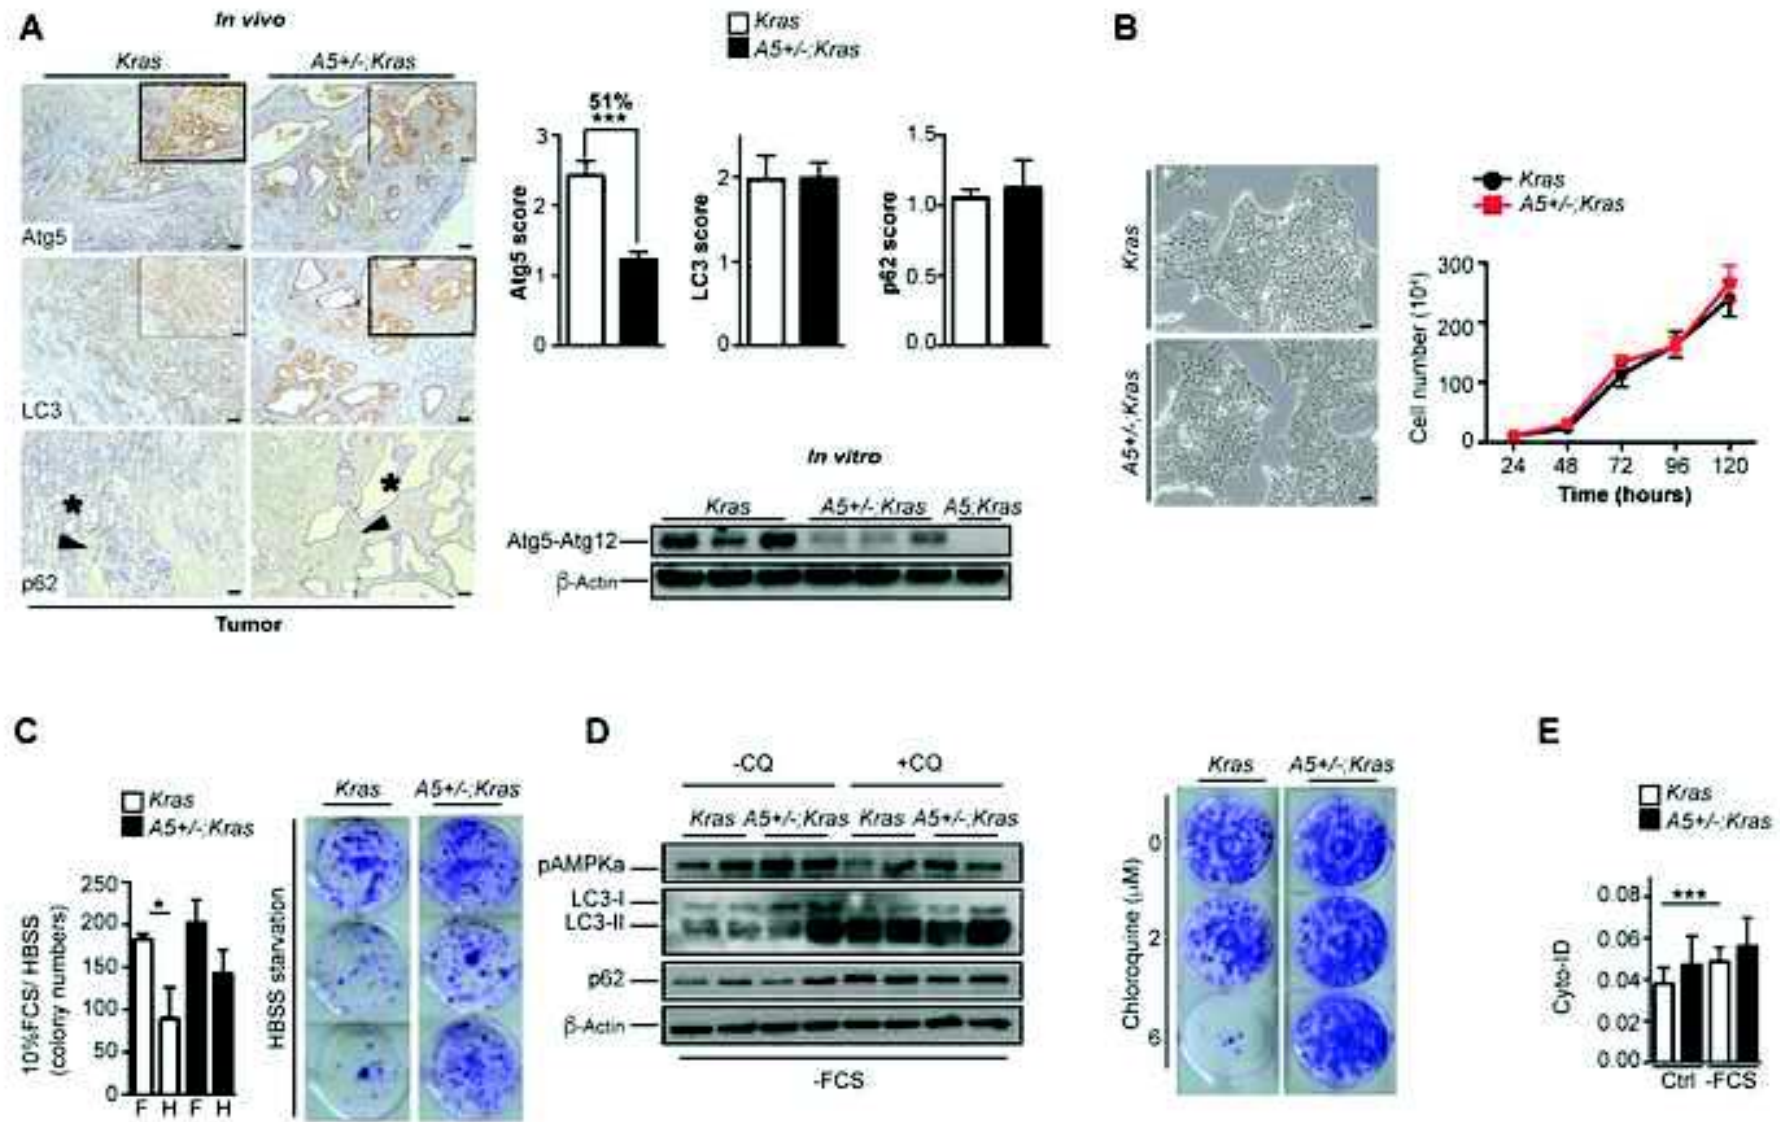 A
In vivo
Kras
A5+/-;Kras
Atg5
LC3
p62
Tumor
Kras
A5+/-;Kras
51%
***
Atg5 score
3
2
1
0
LC3 score
2
1
0
p62 score
1.5
1.0
0.5
0.0
*
*
In vitro
Kras
A5+/-;Kras
A5;Kras
Atg5-Atg12
β-Actin
B
Kras
A5+/-;Kras
Kras
A5+/-;Kras
Cell number (10⁴)
300
200
100
0
24 48 72 96 120
Time (hours)
C
Kras
A5+/-;Kras
10%FCS/ HBSS
(colony numbers)
250
200
150
100
50
0
*
F H F H
Kras
A5+/-;Kras
HBSS starvation
D
-CQ
+CQ
Kras A5+/-;Kras Kras A5+/-;Kras
pAMPKa
LC3-I
LC3-II
p62
β-Actin
-FCS
Kras
A5+/-;Kras
Chloroquine (µM)
0
2
6
E
Kras
A5+/-;Kras
Cyto-ID
0.08
0.06
0.04
0.02
0.00
***
Ctrl -FCS